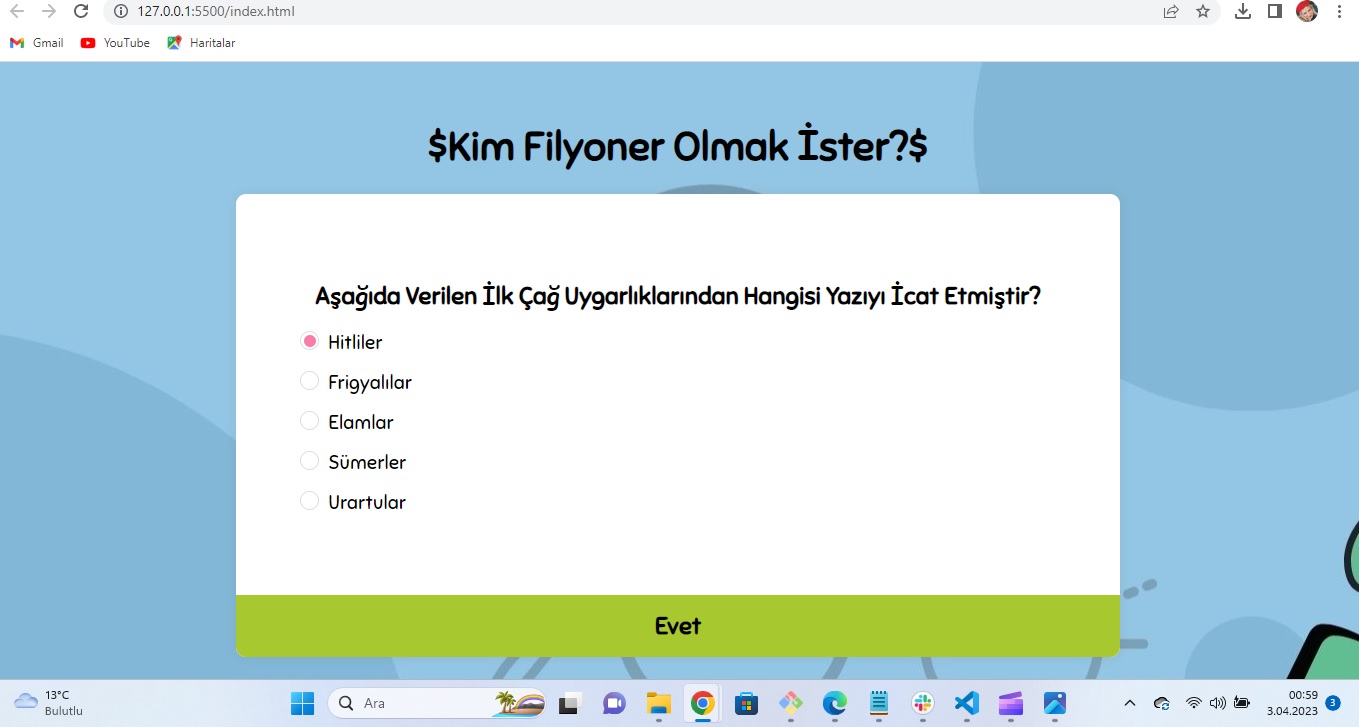 127.0.0.1:5500/index.html
Gmail YouTube Haritalar
$Kim Filyoner Olmak İster?$
Aşağıda Verilen İlk Çağ Uygarlıklarından Hangisi Yazıyı İcat Etmiştir?
Hitliler
Frigyalılar
Elamlar
Sümerler
Urartular
Evet
13°C
Bulutlu
Ara
00:59
3.04.2023
3